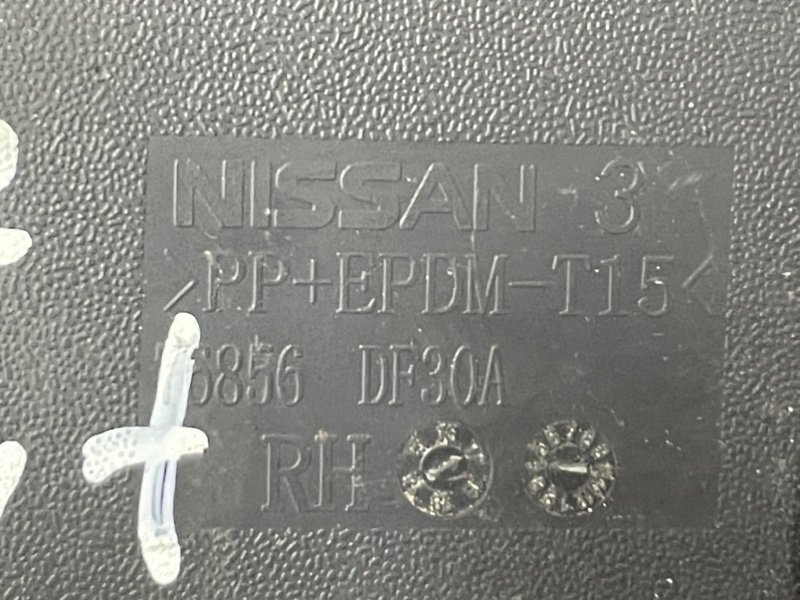 NISSAN 3
>PP+EPDM-T15<
76856 DF30A
RH